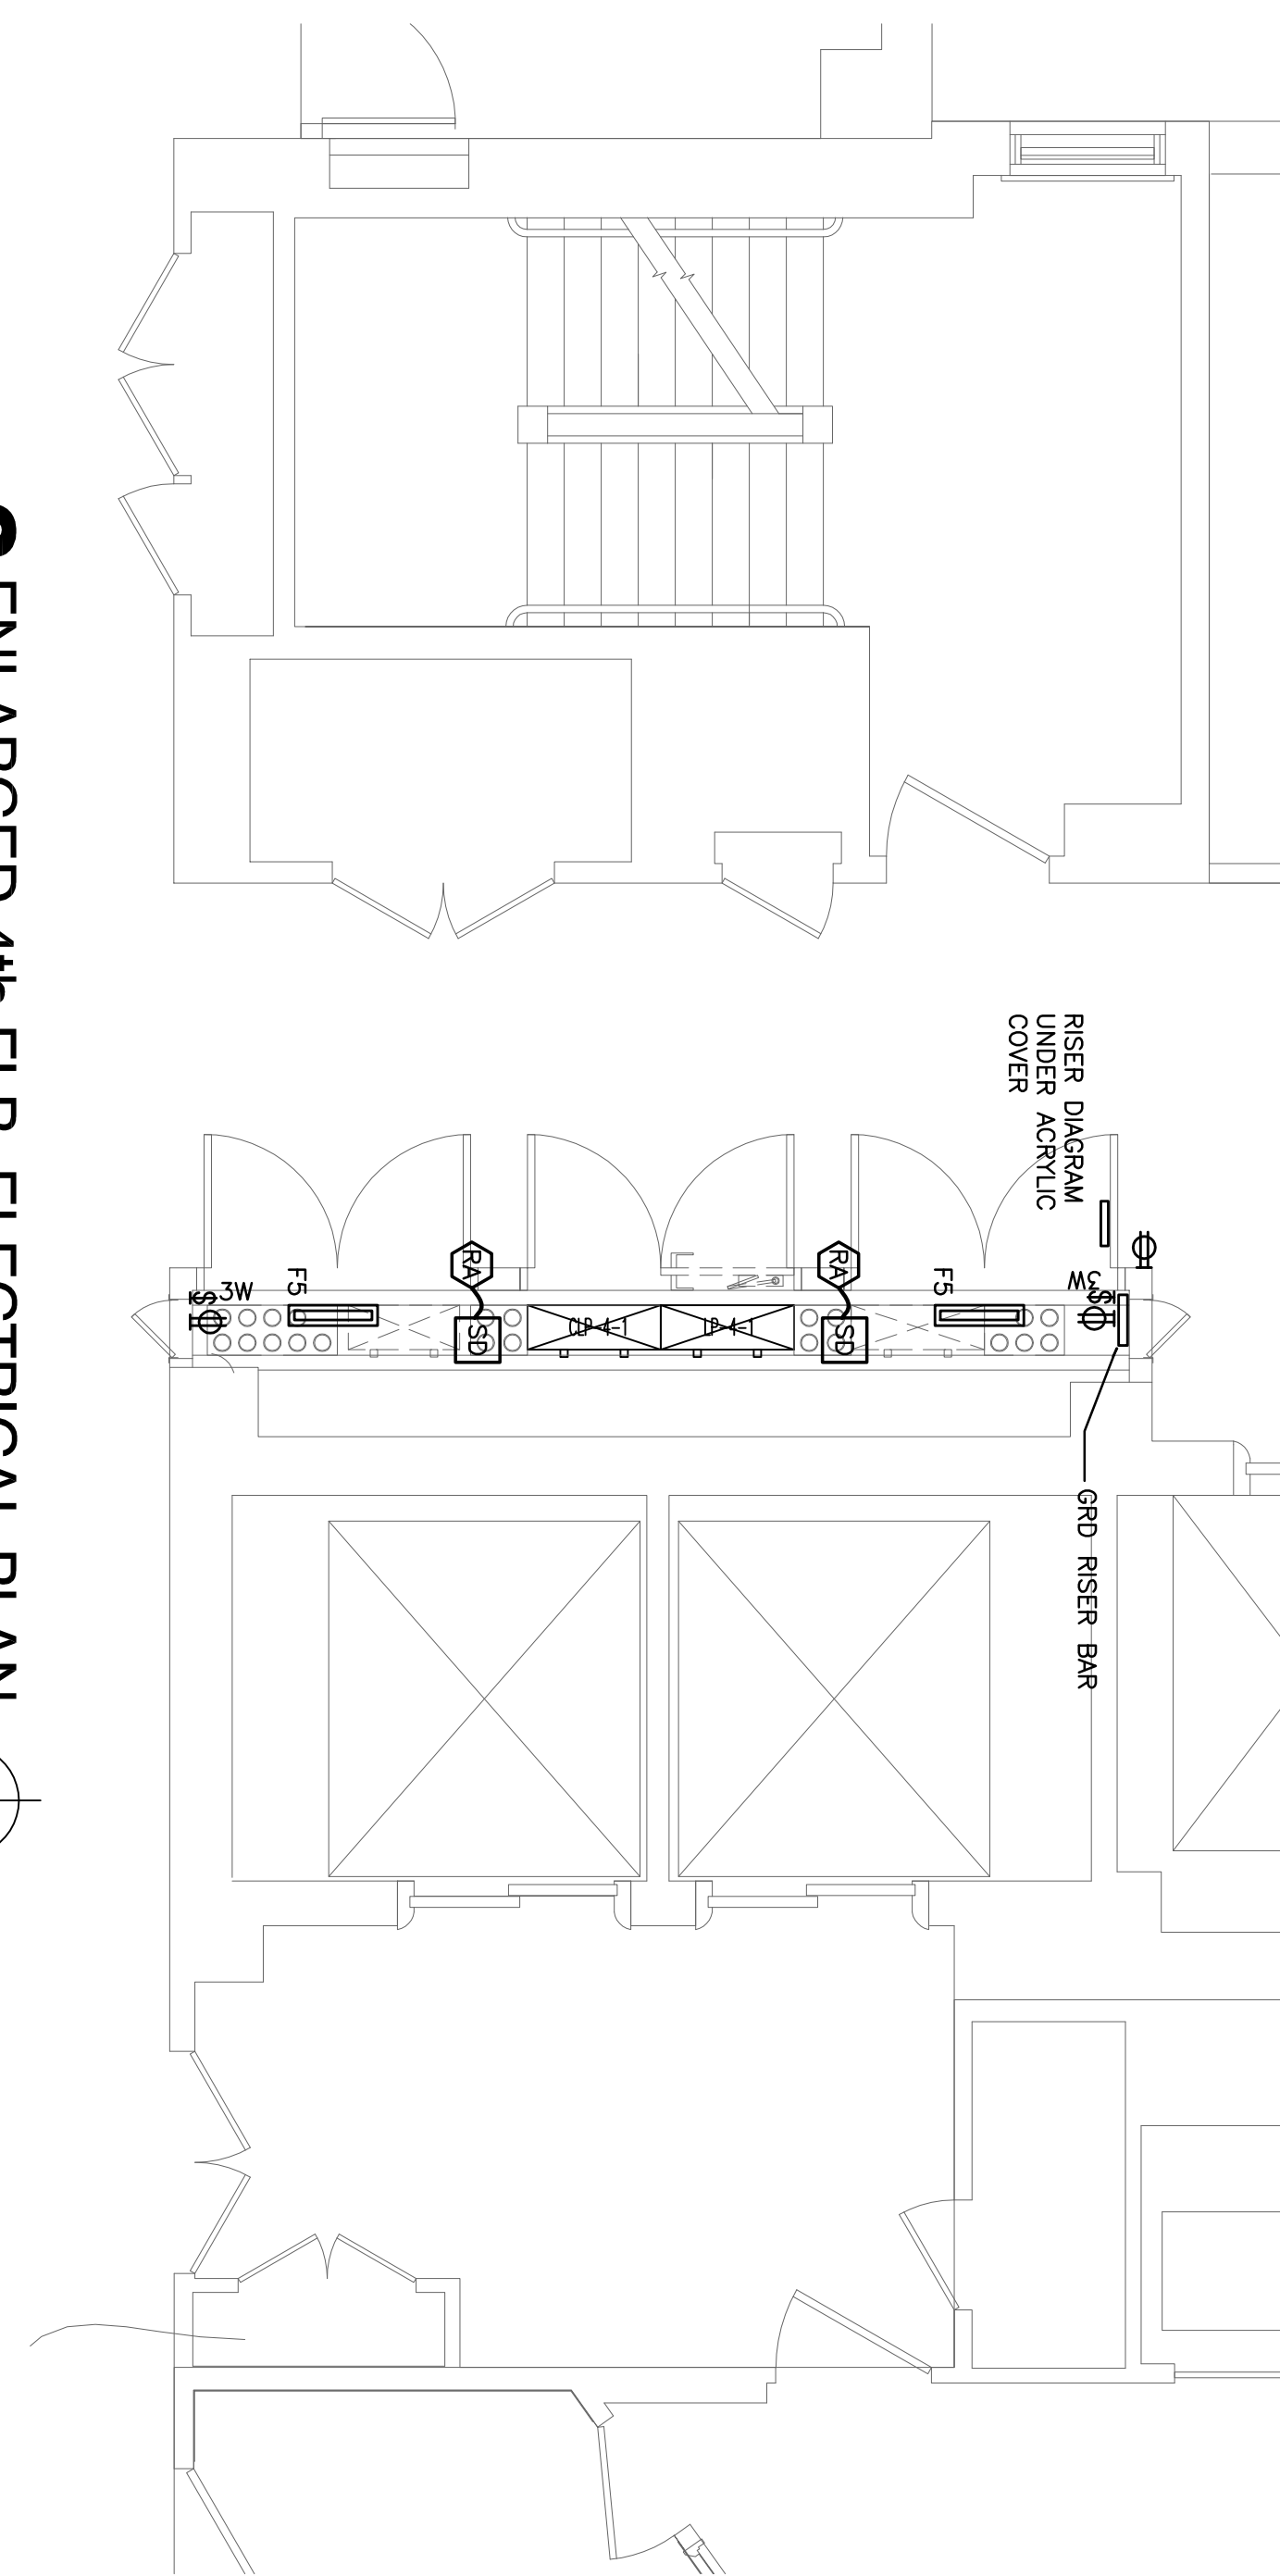 RISER DIAGRAM
UNDER ACRYLIC
COVER
3W
S
F5
RA
SD
LP-4-1
CLP-4-1
RA
SD
F5
3W
S
GRD RISER BAR
ENLARGED 4th FLR ELECTRICAL PLAN